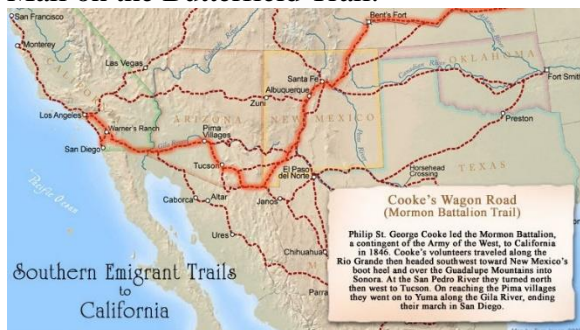 Mail on the Butterfield Trail.
San Francisco
Monterey
CALIFORNIA
Las Vegas
Bent's Fort
Santa Fe
Albuquerque
Zuni
ARIZONA
NEW MEXICO
OKLAHOMA
Canadian River
Fort Smith
Los Angeles
Warner's Ranch
San Diego
Pima
Villages
Tucson
Preston
El Paso
del Norte
Horsehead
Crossing
TEXAS
Pacific Ocean
Caborca
Altar
Janos
Ures
Chihuahua
Parra
Southern Emigrant Trails
to
California
Cooke's Wagon Road
(Mormon Battalion Trail)
Philip St. George Cooke led the Mormon Battalion,
a contingent of the Army of the West, to California
in 1846. Cooke's volunteers traveled along the
Rio Grande then headed southwest toward New Mexico's
boot heel and over the Guadalupe Mountains into
Sonora. At the San Pedro River they turned north
then west to Tucson. On reaching the Pima villages
they went on to Yuma along the Gila River, ending
their march in San Diego.